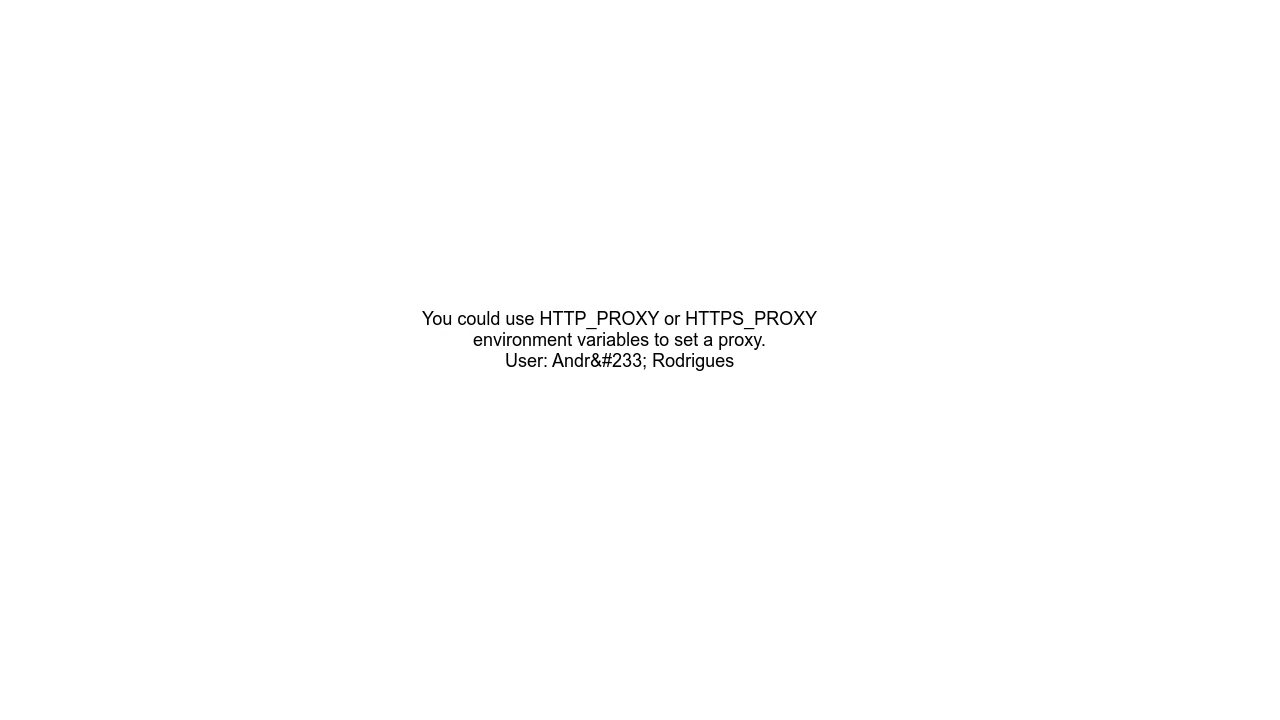 You could use HTTP_PROXY or HTTPS_PROXY
environment variables to set a proxy.
User: Andr&#233; Rodrigues